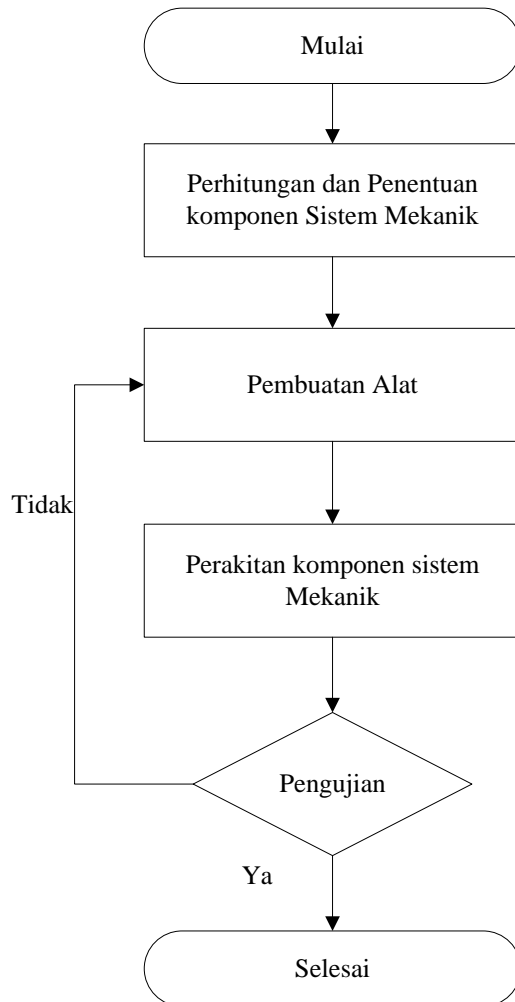 Mulai
Perhitungan dan Penentuan
komponen Sistem Mekanik
Pembuatan Alat
Tidak
Perakitan komponen sistem
Mekanik
Pengujian
Ya
Selesai